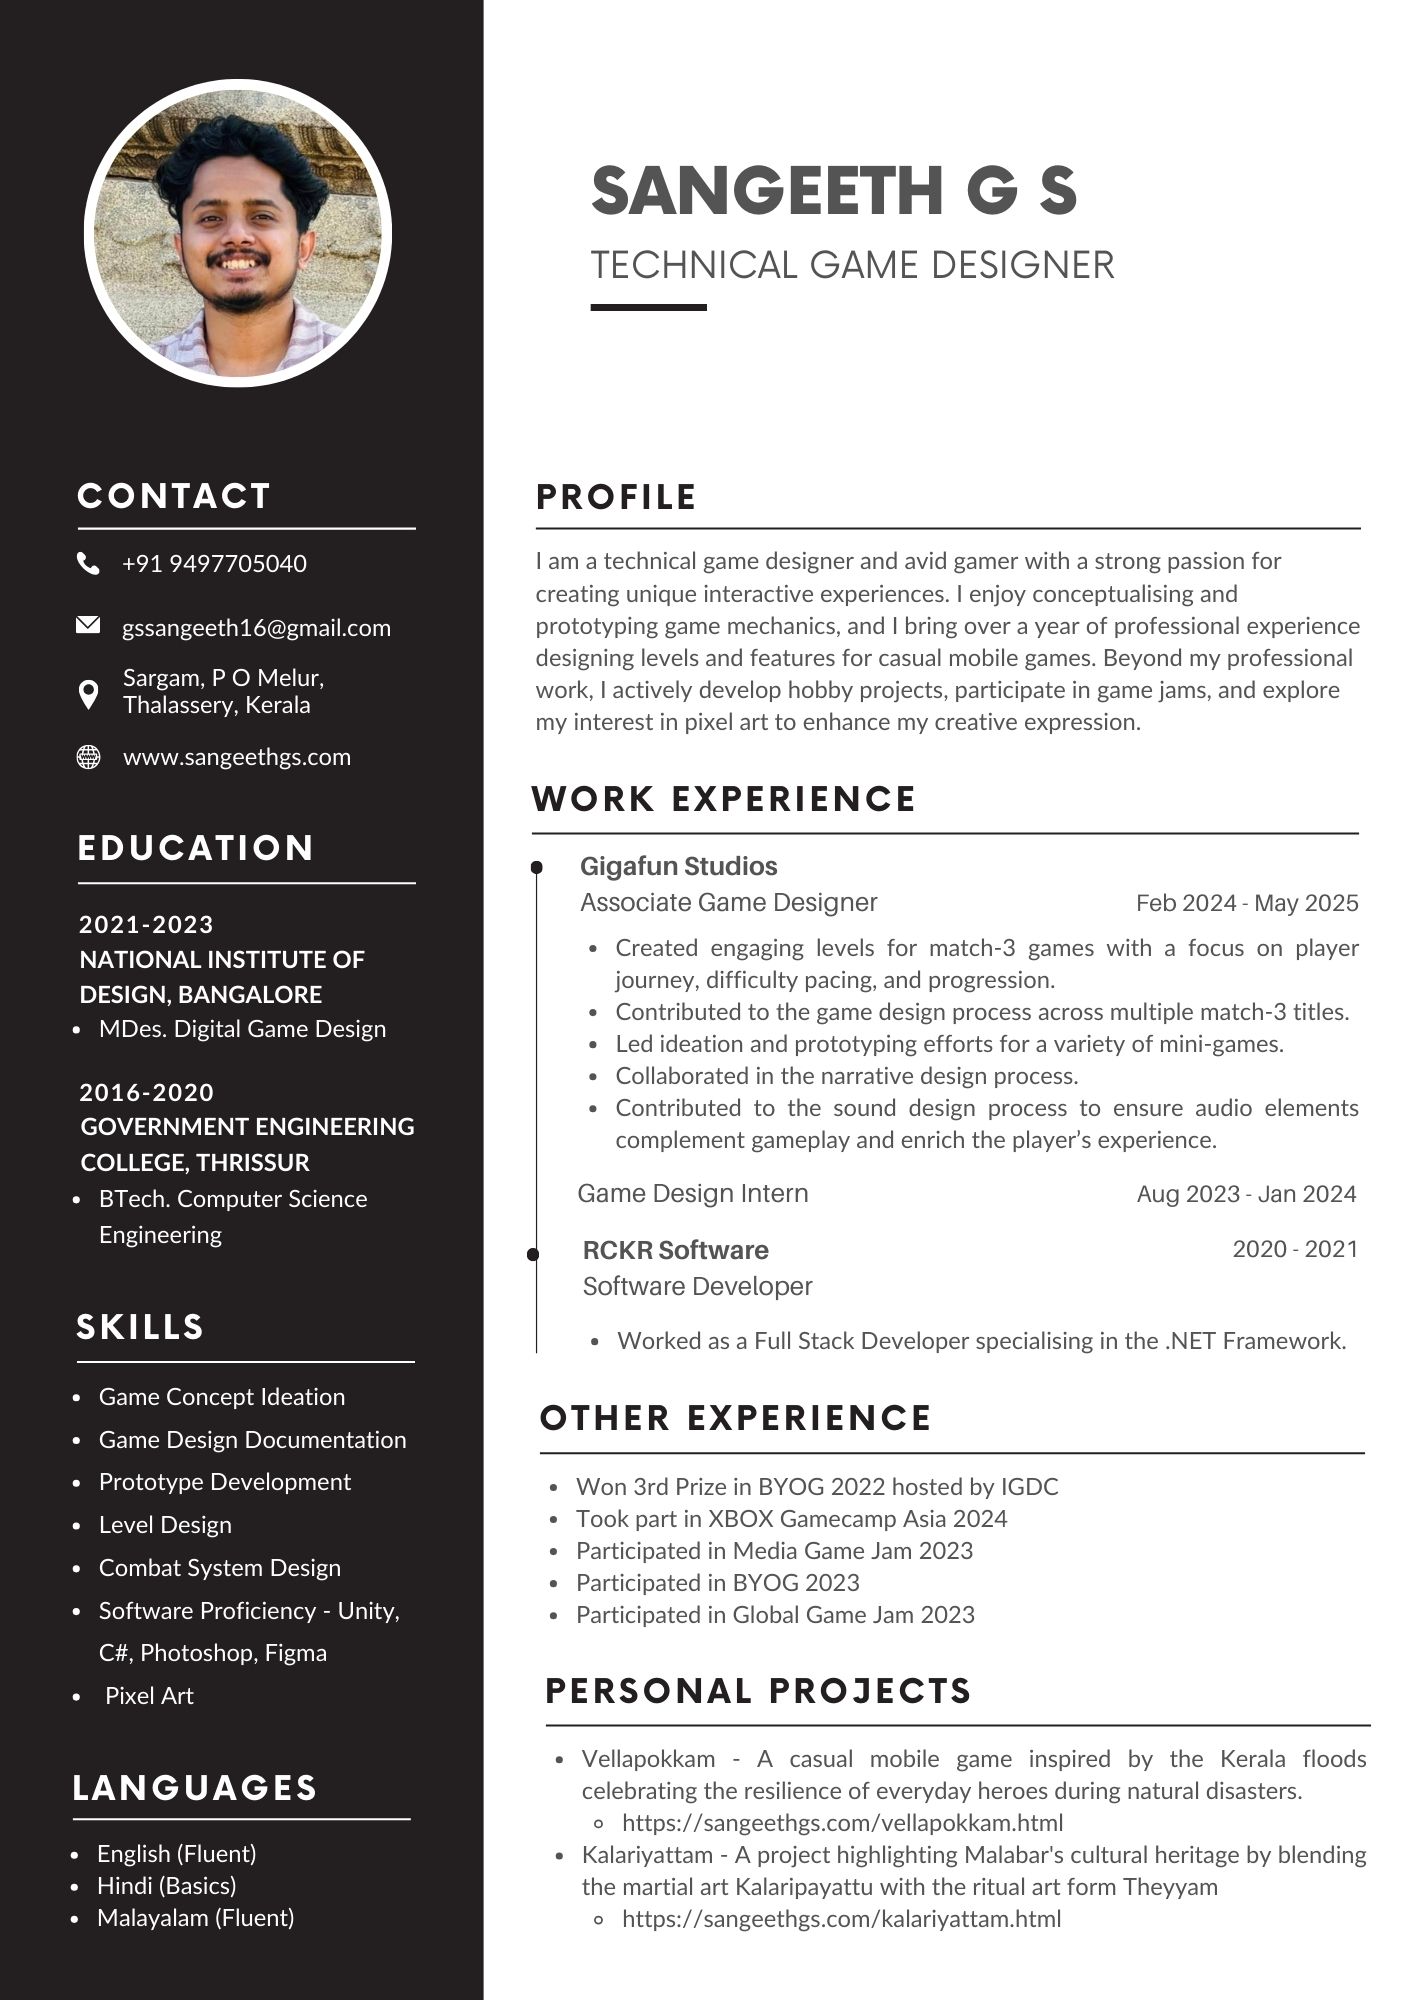 SANGEETH G S
TECHNICAL GAME DESIGNER
CONTACT
+91 9497705040
gssangeeth16@gmail.com
Sargam, P O Melur,
Thalassery, Kerala
www.sangeethgs.com
EDUCATION
2021-2023
NATIONAL INSTITUTE OF
DESIGN, BANGALORE
• MDes. Digital Game Design
2016-2020
GOVERNMENT ENGINEERING
COLLEGE, THRISSUR
• BTech. Computer Science
Engineering
SKILLS
• Game Concept Ideation
• Game Design Documentation
• Prototype Development
• Level Design
• Combat System Design
• Software Proficiency - Unity,
C#, Photoshop, Figma
• Pixel Art
LANGUAGES
• English (Fluent)
• Hindi (Basics)
• Malayalam (Fluent)
PROFILE
I am a technical game designer and avid gamer with a strong passion for
creating unique interactive experiences. I enjoy conceptualising and
prototyping game mechanics, and I bring over a year of professional experience
designing levels and features for casual mobile games. Beyond my professional
work, I actively develop hobby projects, participate in game jams, and explore
my interest in pixel art to enhance my creative expression.
WORK EXPERIENCE
Gigafun Studios
Associate Game Designer Feb 2024 - May 2025
• Created engaging levels for match-3 games with a focus on player
journey, difficulty pacing, and progression.
• Contributed to the game design process across multiple match-3 titles.
• Led ideation and prototyping efforts for a variety of mini-games.
• Collaborated in the narrative design process.
• Contributed to the sound design process to ensure audio elements
complement gameplay and enrich the player’s experience.
Game Design Intern Aug 2023 - Jan 2024
RCKR Software 2020 - 2021
Software Developer
• Worked as a Full Stack Developer specialising in the .NET Framework.
OTHER EXPERIENCE
• Won 3rd Prize in BYOG 2022 hosted by IGDC
• Took part in XBOX Gamecamp Asia 2024
• Participated in Media Game Jam 2023
• Participated in BYOG 2023
• Participated in Global Game Jam 2023
PERSONAL PROJECTS
• Vellapokkam - A casual mobile game inspired by the Kerala floods
celebrating the resilience of everyday heroes during natural disasters.
◦ https://sangeethgs.com/vellapokkam.html
• Kalariyattam - A project highlighting Malabar's cultural heritage by blending
the martial art Kalaripayattu with the ritual art form Theyyam
◦ https://sangeethgs.com/kalariyattam.html